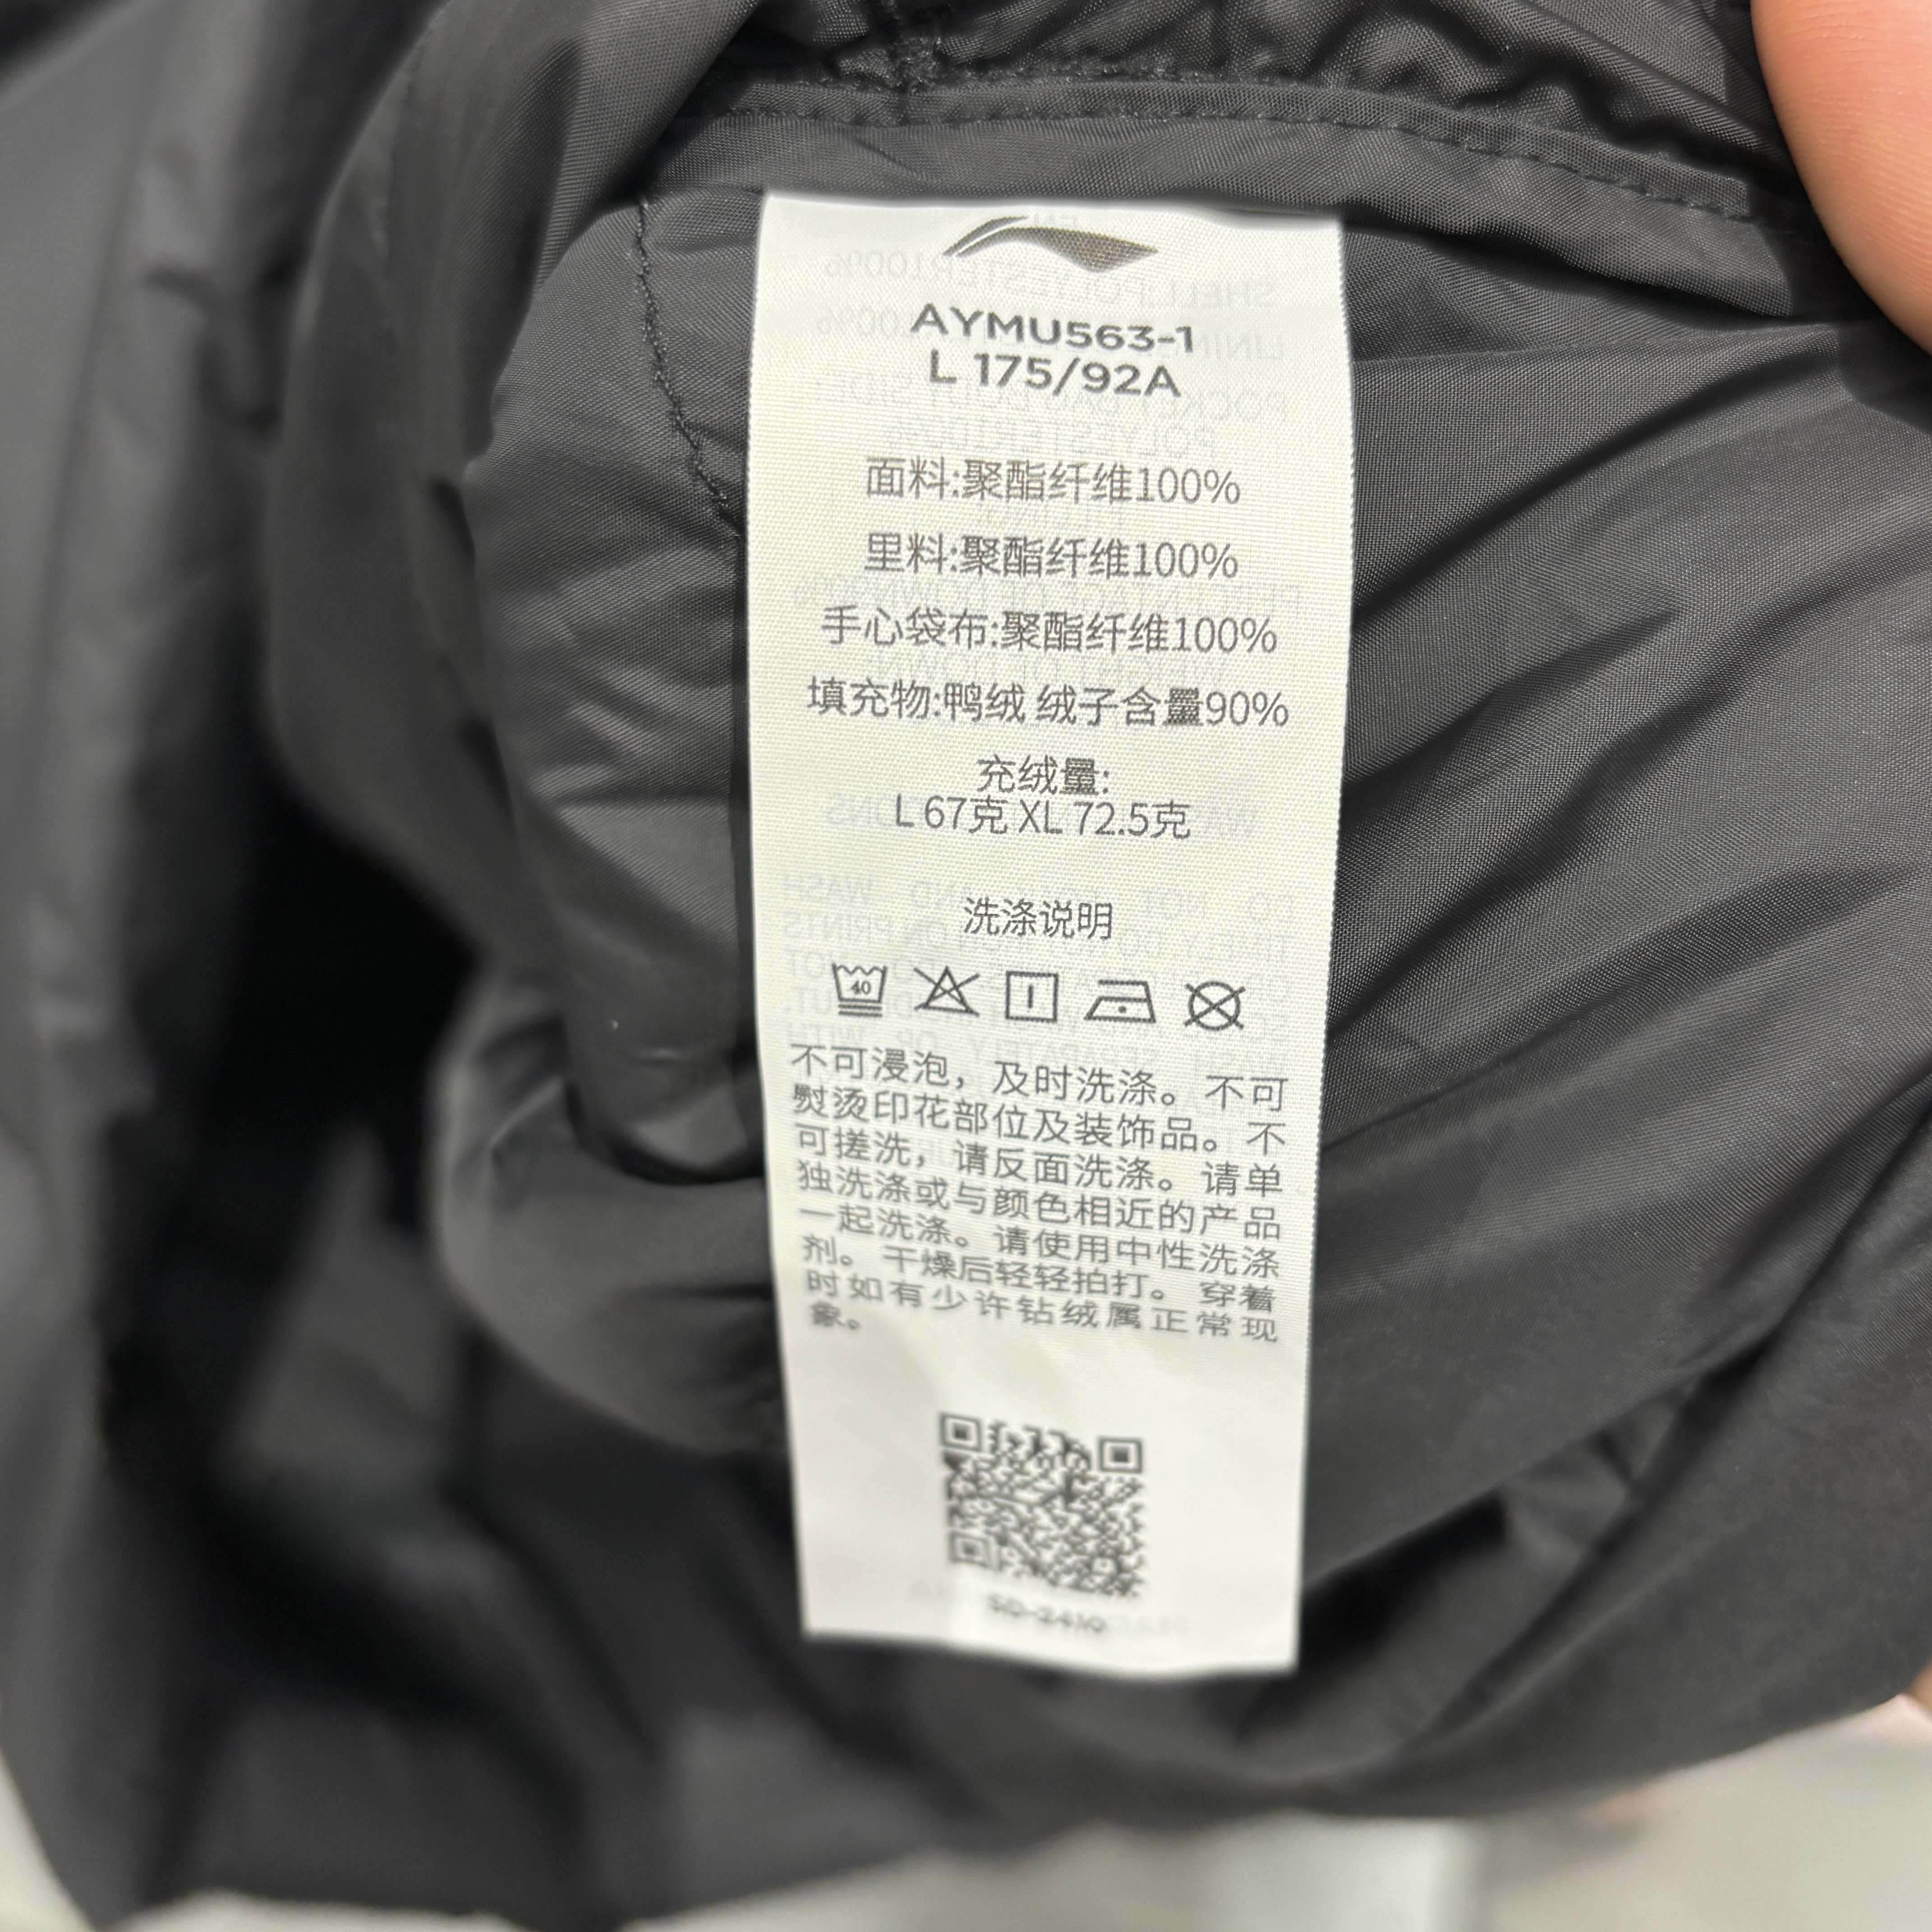 AYMU563-1
L 175/92A
面料:聚酯纤维100%
里料:聚酯纤维100%
手心袋布:聚酯纤维100%
填充物:鸭绒 绒子含量90%
充绒量:
L 67克 XL 72.5克
洗涤说明
40
不可浸泡，及时洗涤。不可
熨烫印花部位及装饰品。不
可搓洗，请反面洗涤。请单
独洗涤或与颜色相近的产品
一起洗涤。请使用中性洗涤
剂。干燥后轻轻拍打。穿着
时如有少许钻绒属正常现
象。
SD-2410